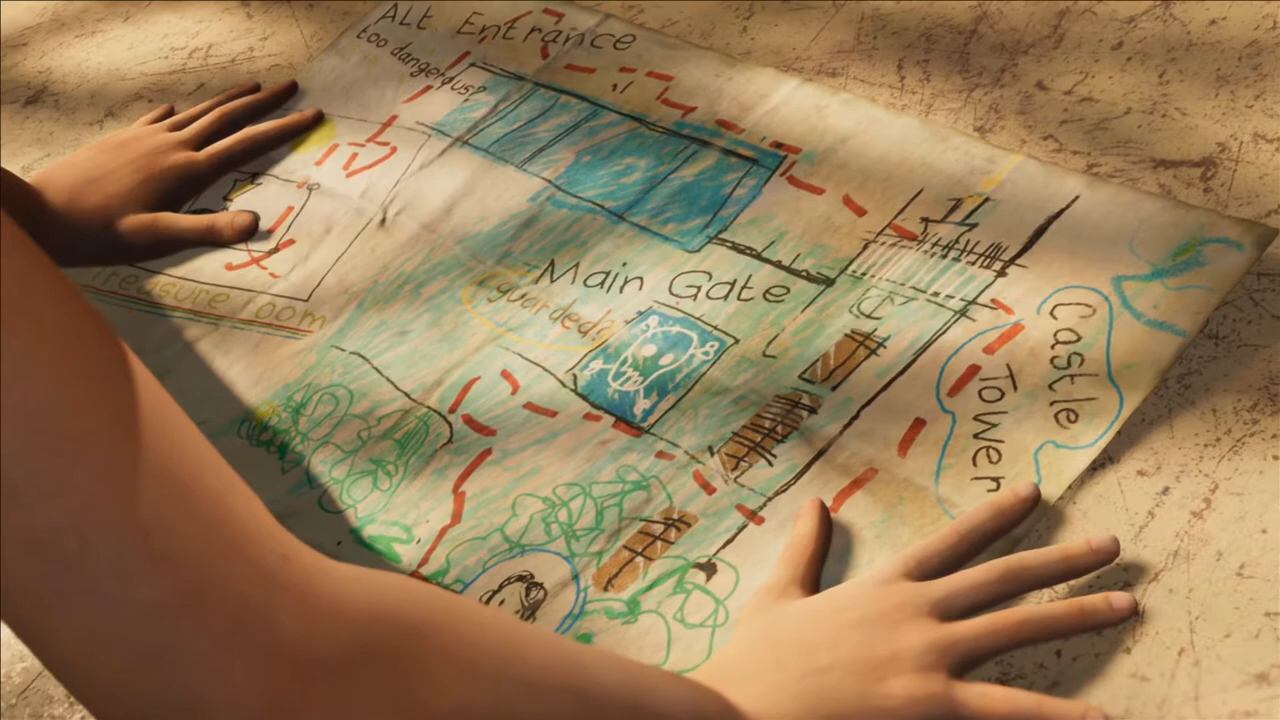 ALt Entrance
too dangerous?
Main Gate
(guarded!)
treasure room
Castle
Tower